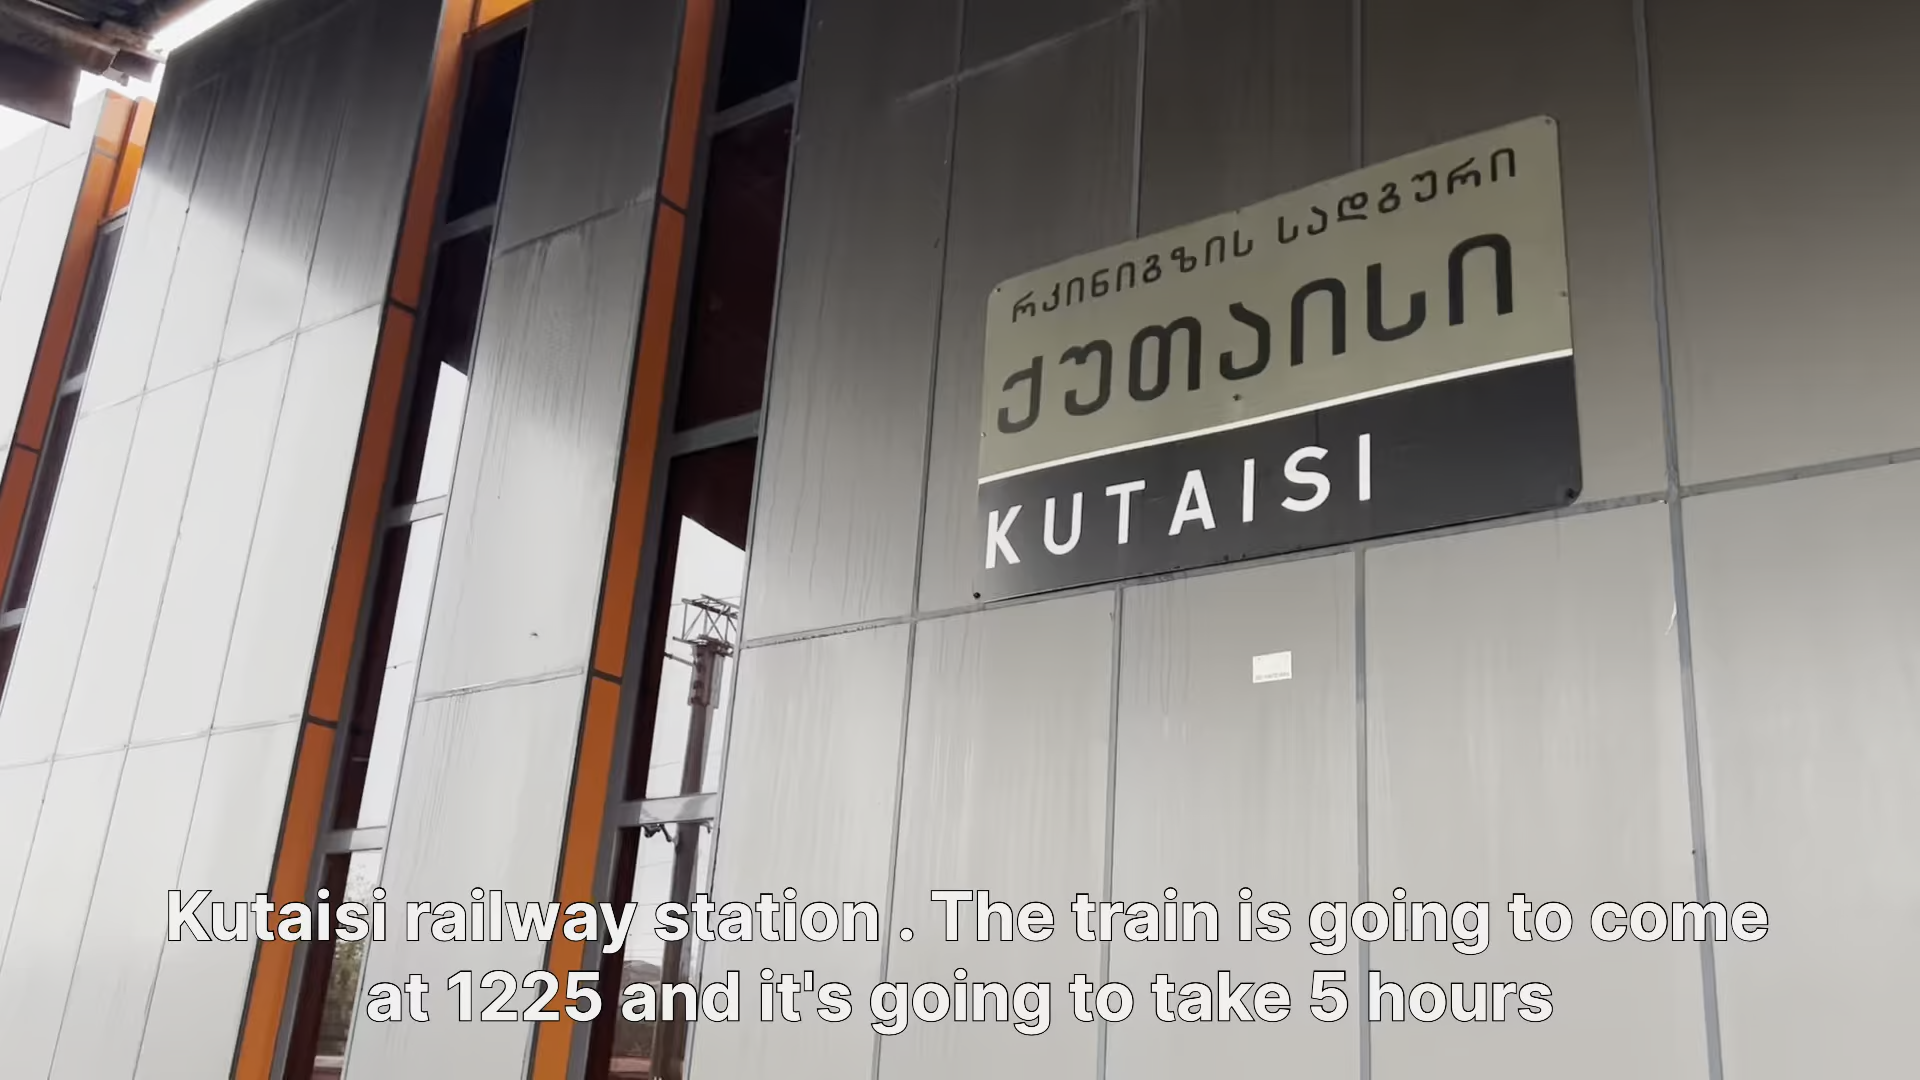 რკინიგზის სადგური
ქუთაისი
KUTAISI
Kutaisi railway station . The train is going to come
at 1225 and it's going to take 5 hours